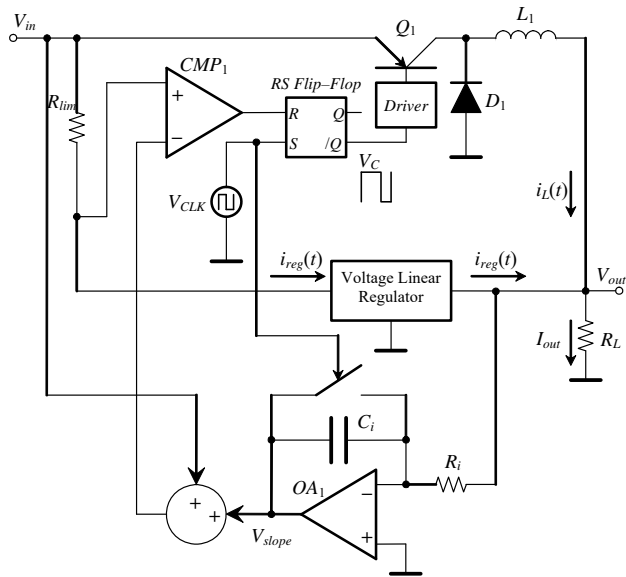 V_in
Q_1
L_1
CMP_1
RS Flip–Flop
R_lim
+
R
Q
Driver
D_1
−
S
/Q
V_C
V_CLK
i_L(t)
i_reg(t)
i_reg(t)
Voltage Linear
Regulator
V_out
I_out
R_L
C_i
R_i
OA_1
−
+
+
+
V_slope